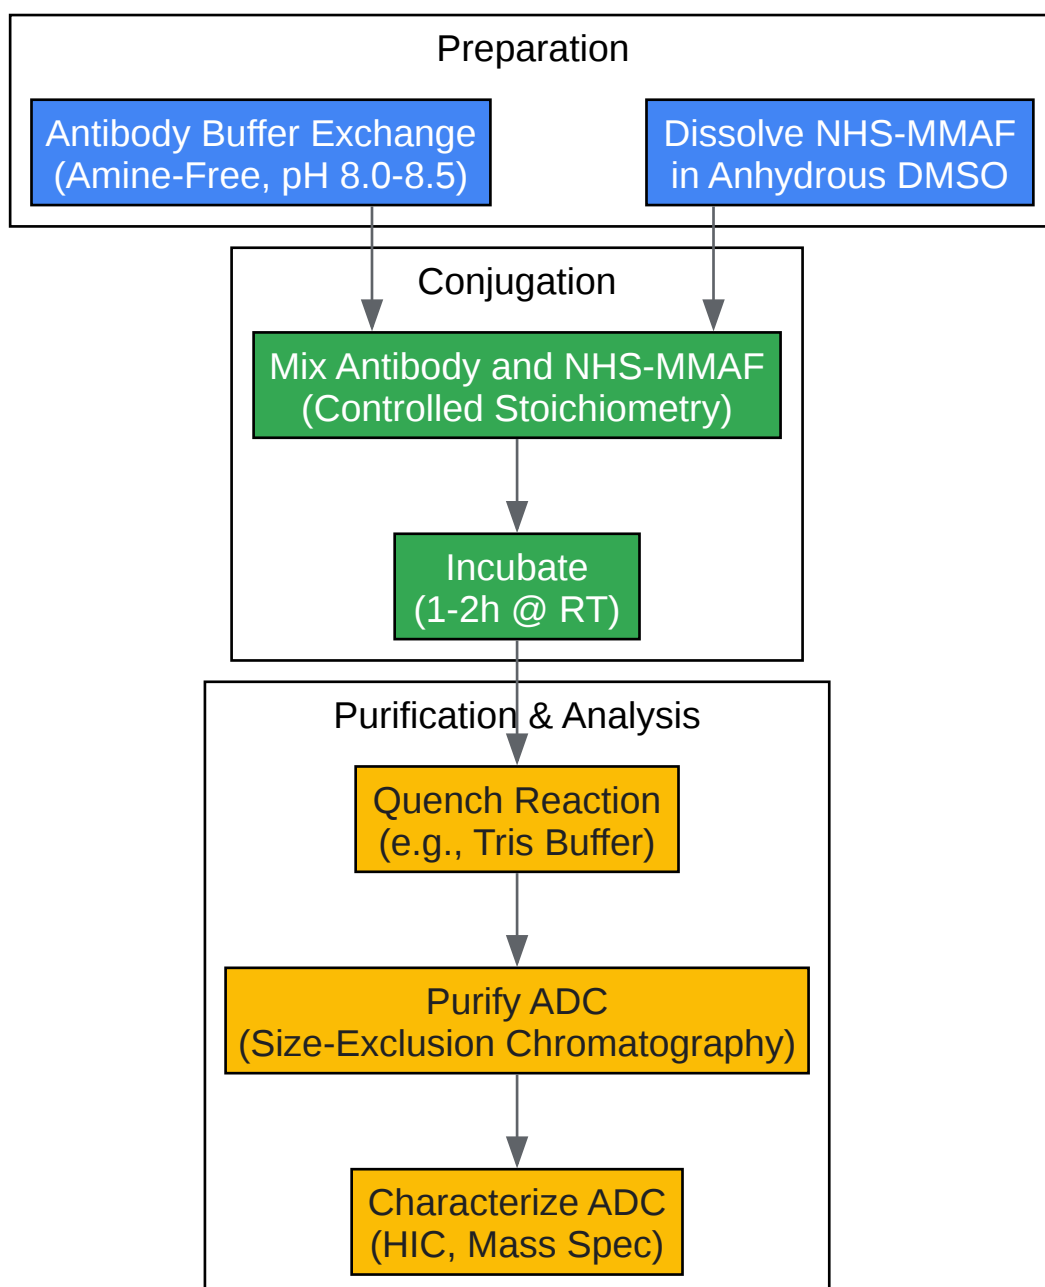 Preparation
Antibody Buffer Exchange
(Amine-Free, pH 8.0-8.5)
Dissolve NHS-MMAF
in Anhydrous DMSO
Conjugation
Mix Antibody and NHS-MMAF
(Controlled Stoichiometry)
Incubate
(1-2h @ RT)
Purification & Analysis
Quench Reaction
(e.g., Tris Buffer)
Purify ADC
(Size-Exclusion Chromatography)
Characterize ADC
(HIC, Mass Spec)